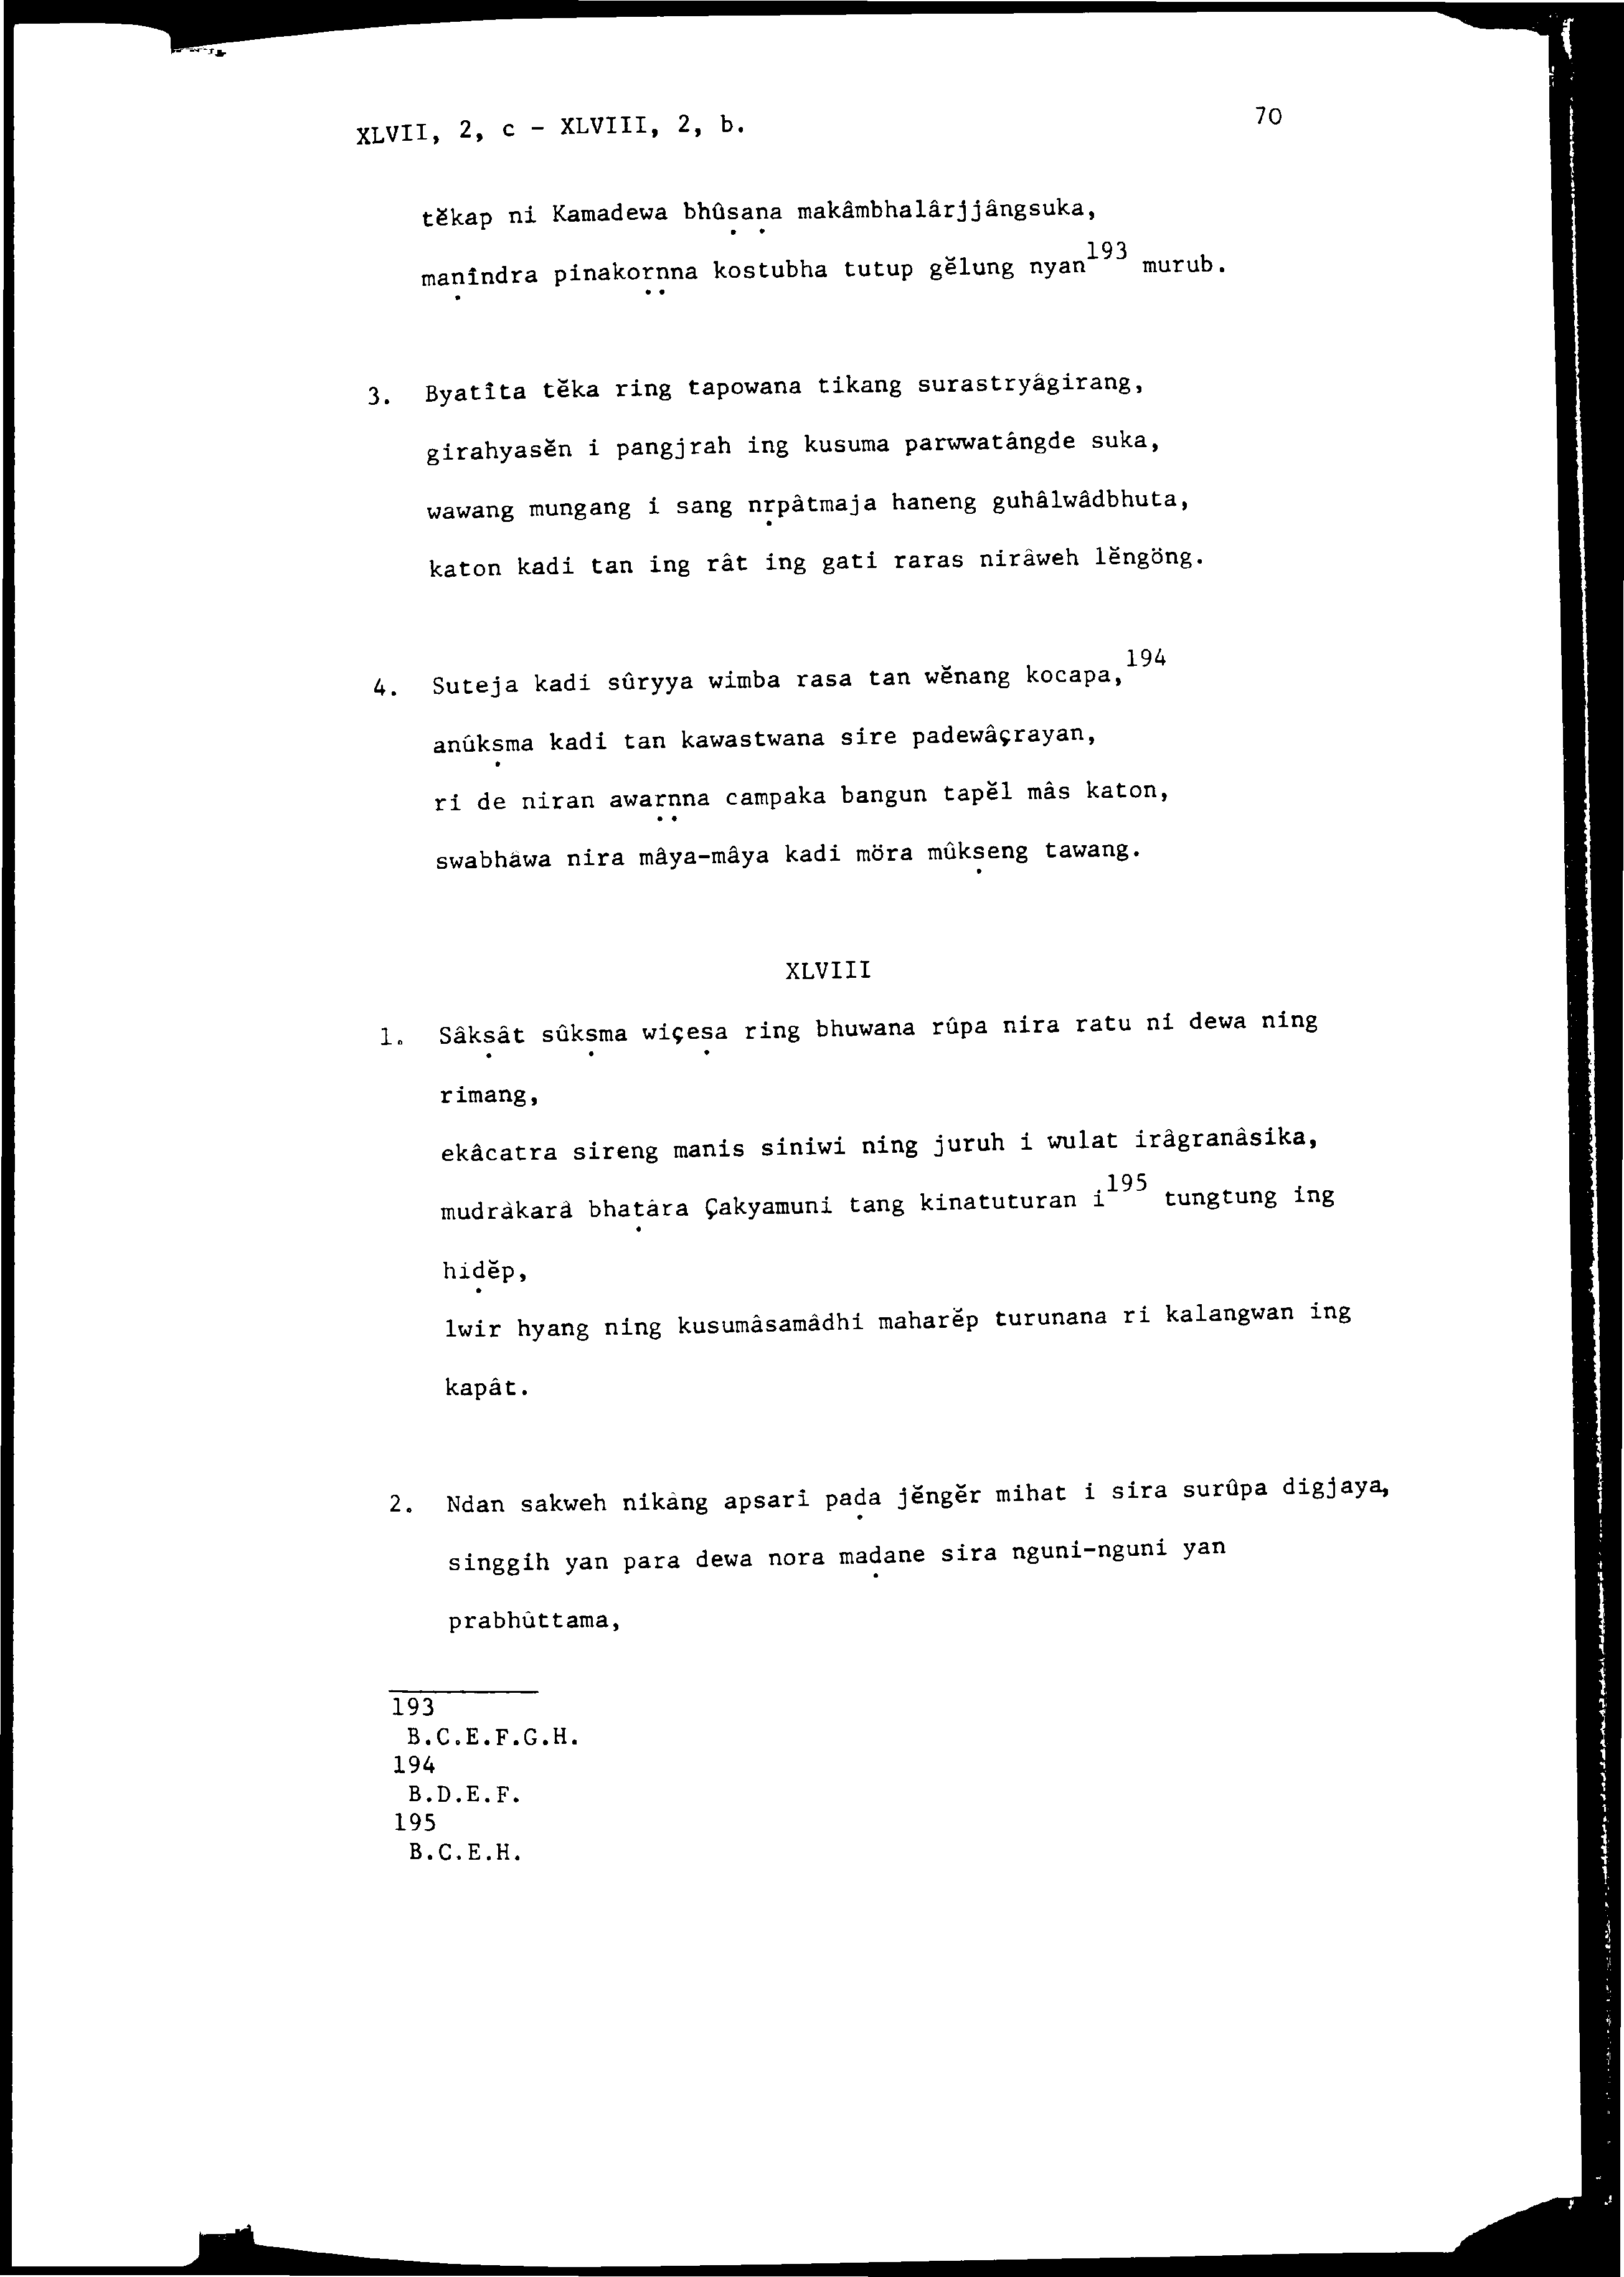 XLVII, 2, c - XLVIII, 2, b.
70
tĕkap ni Kamadewa bhûṣaṇa makâmbhalârjjângsuka,
maṇîndra pinakorṇṇa kostubha tutup gĕlung nyan193 murub.
3. Byatîta tĕka ring tapowana tikang surastryâgirang,
girahyasĕn i pangjrah ing kusuma parwwatângde suka,
wawang mungang i sang nṛpâtmaja haneng guhâlwâdbhuta,
katon kadi tan ing rât ing gati raras nirâweh lĕngöng.
4. Suteja kadi sûryya wimba rasa tan wĕnang kocapa,194
anûkṣma kadi tan kawastwana sire padewâçrayan,
ri de niran awarṇṇa campaka bangun tapĕl mâs katon,
swabhâwa nira mâya-mâya kadi möra mûkṣeng tawang.
XLVIII
1. Sâkṣât sûkṣma wiçeṣa ring bhuwana rûpa nira ratu ni dewa ning
rimang,
ekâcatra sireng manis siniwi ning juruh i wulat irâgranâsika,
mudrâkarâ bhaṭâra Çakyamuni tang kinatuturan i195 tungtung ing
hiḍĕp,
lwir hyang ning kusumâsamâdhi maharĕp turunana ri kalangwan ing
kapât.
2. Ndan sakweh nikâng apsari paḍa jĕngĕr mihat i sira surûpa digjaya,
singgih yan para dewa nora maḍane sira nguni-nguni yan
prabhûttama,
193
B.C.E.F.G.H.
194
B.D.E.F.
195
B.C.E.H.